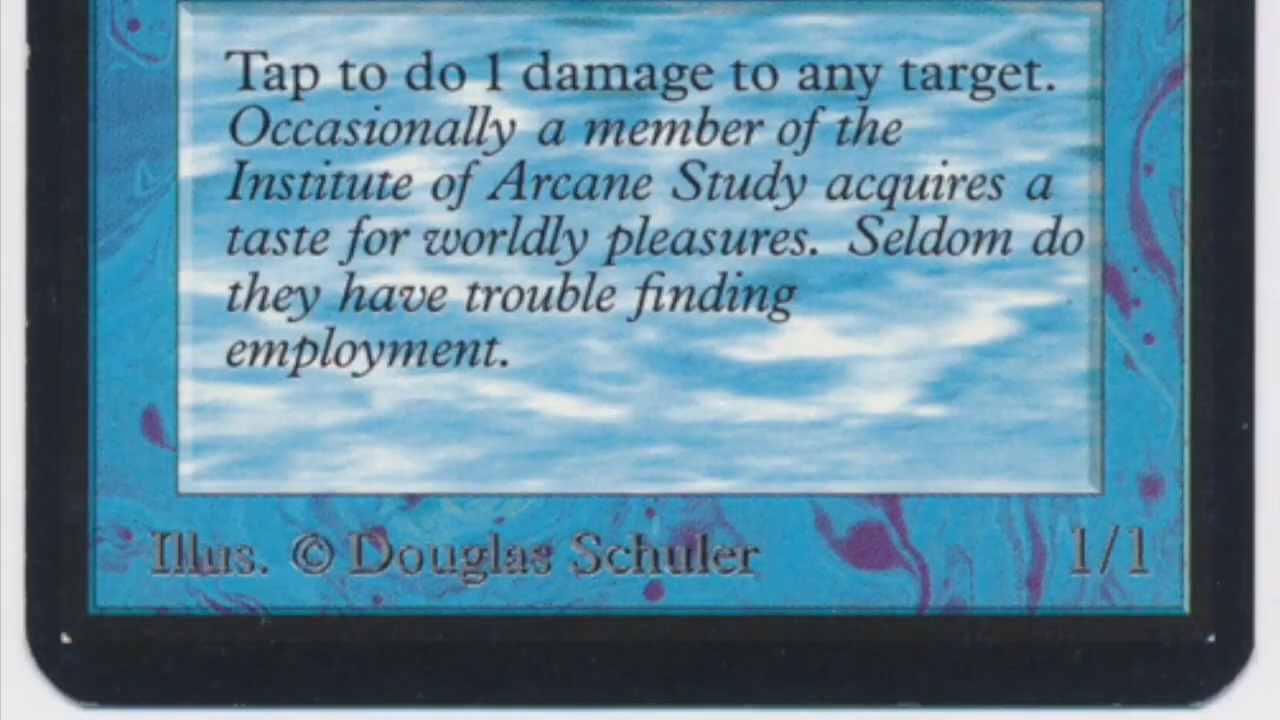 Tap to do 1 damage to any target.
Occasionally a member of the
Institute of Arcane Study acquires a
taste for worldly pleasures. Seldom do
they have trouble finding
employment.
Illus. © Douglas Schuler 1/1